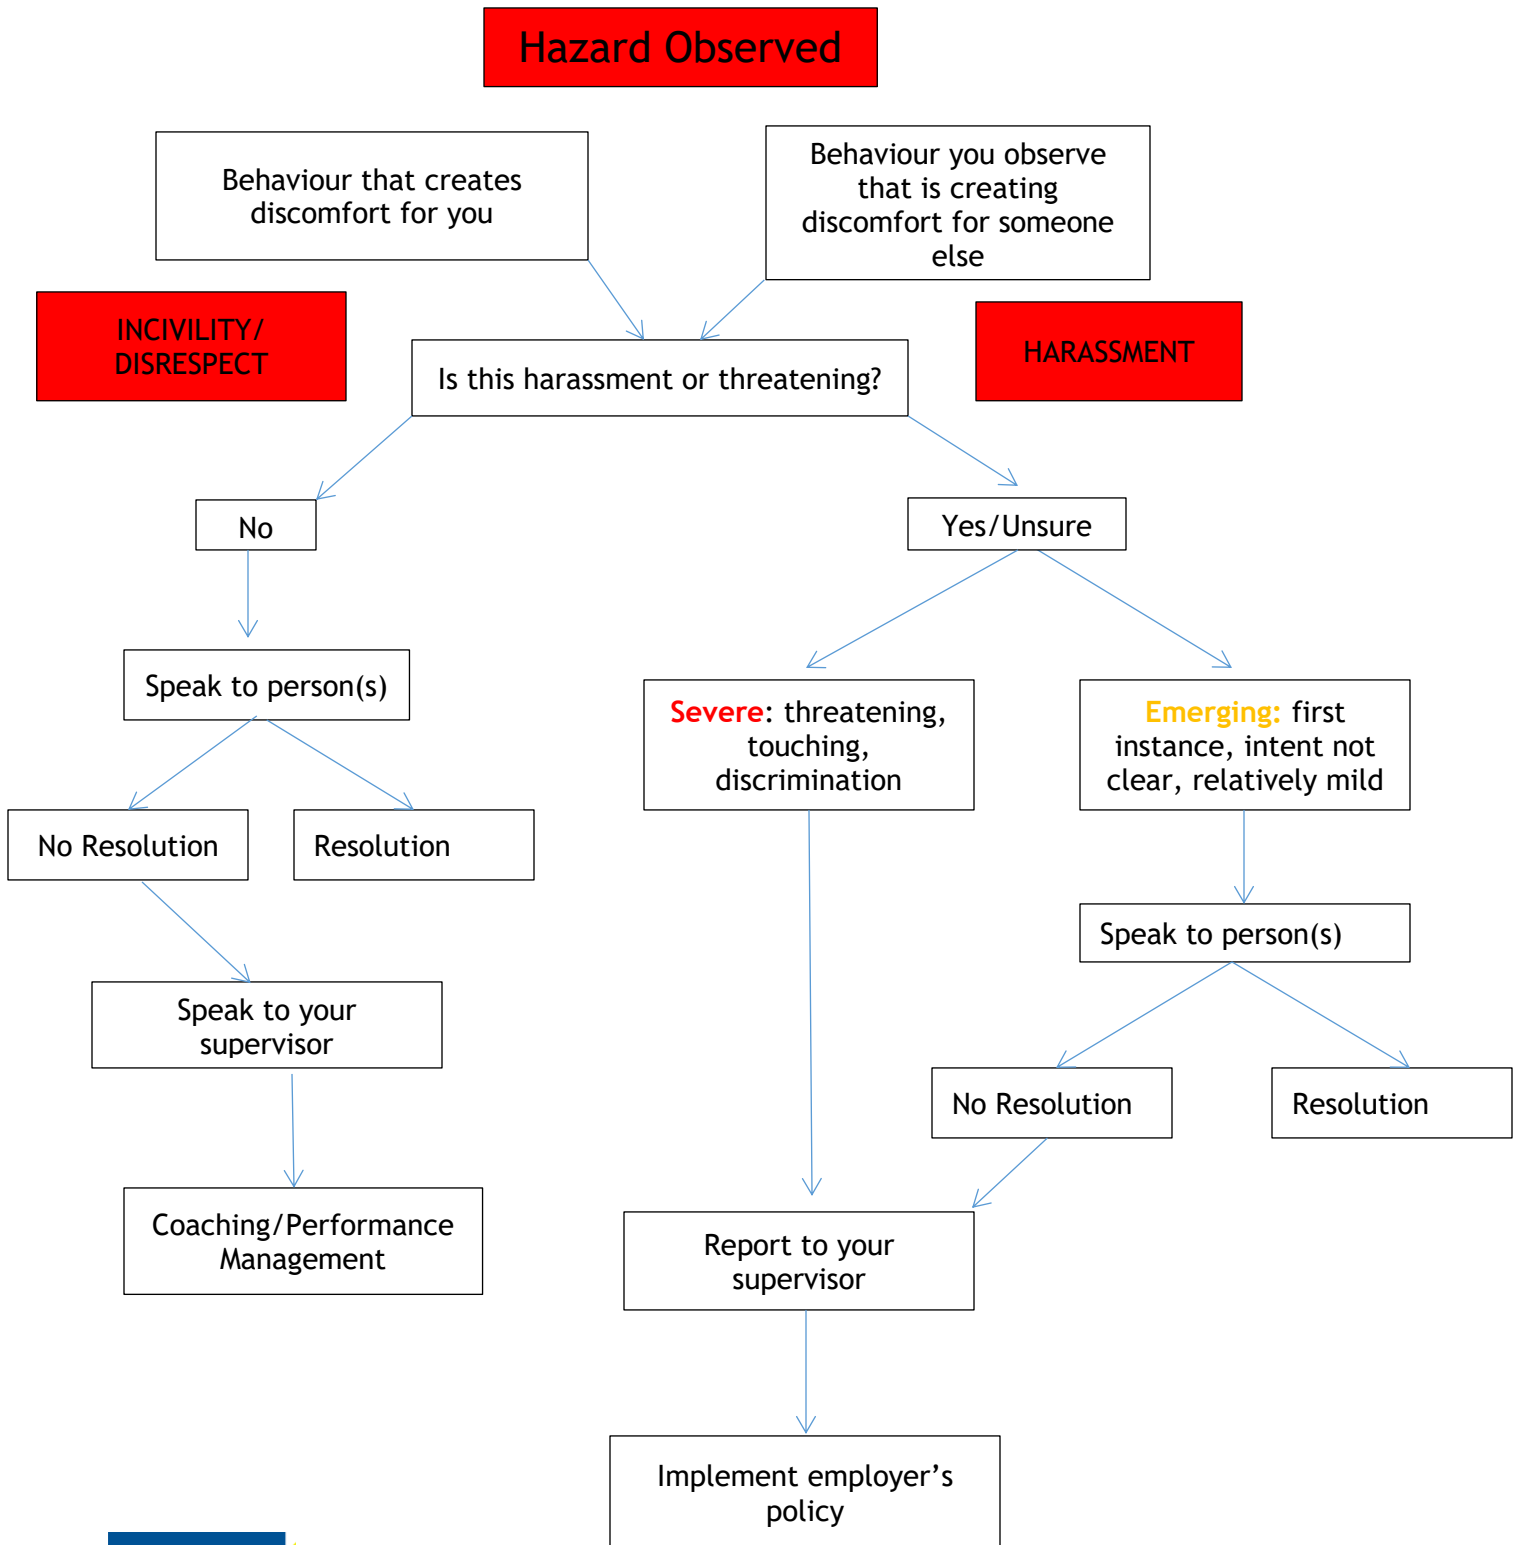 Hazard Observed
Behaviour that creates
discomfort for you
Behaviour you observe
that is creating
discomfort for someone
else
INCIVILITY/
DISRESPECT
HARASSMENT
Is this harassment or threatening?
No
Yes/Unsure
Speak to person(s)
Severe: threatening,
touching,
discrimination
Emerging: first
instance, intent not
clear, relatively mild
No Resolution
Resolution
Speak to person(s)
Speak to your
supervisor
No Resolution
Resolution
Coaching/Performance
Management
Report to your
supervisor
Implement employer’s
policy